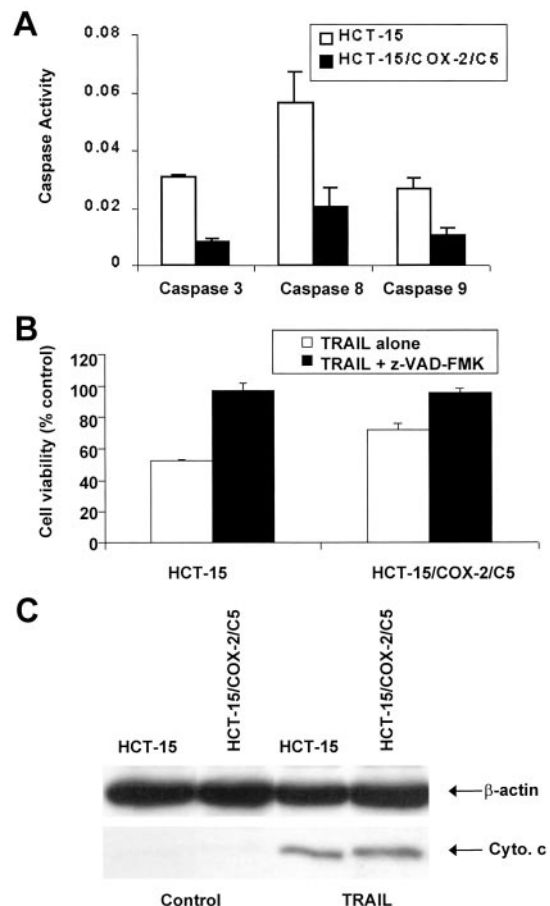 A
HCT-15
HCT-15/COX-2/C5
Caspase Activity
0.08
0.06
0.04
0.02
0
Caspase 3 Caspase 8 Caspase 9
B
TRAIL alone
TRAIL + z-VAD-FMK
Cell viability (% control)
120
100
80
60
40
20
0
HCT-15 HCT-15/COX-2/C5
C
HCT-15 HCT-15/COX-2/C5 HCT-15 HCT-15/COX-2/C5
β-actin
Cyto. c
Control TRAIL